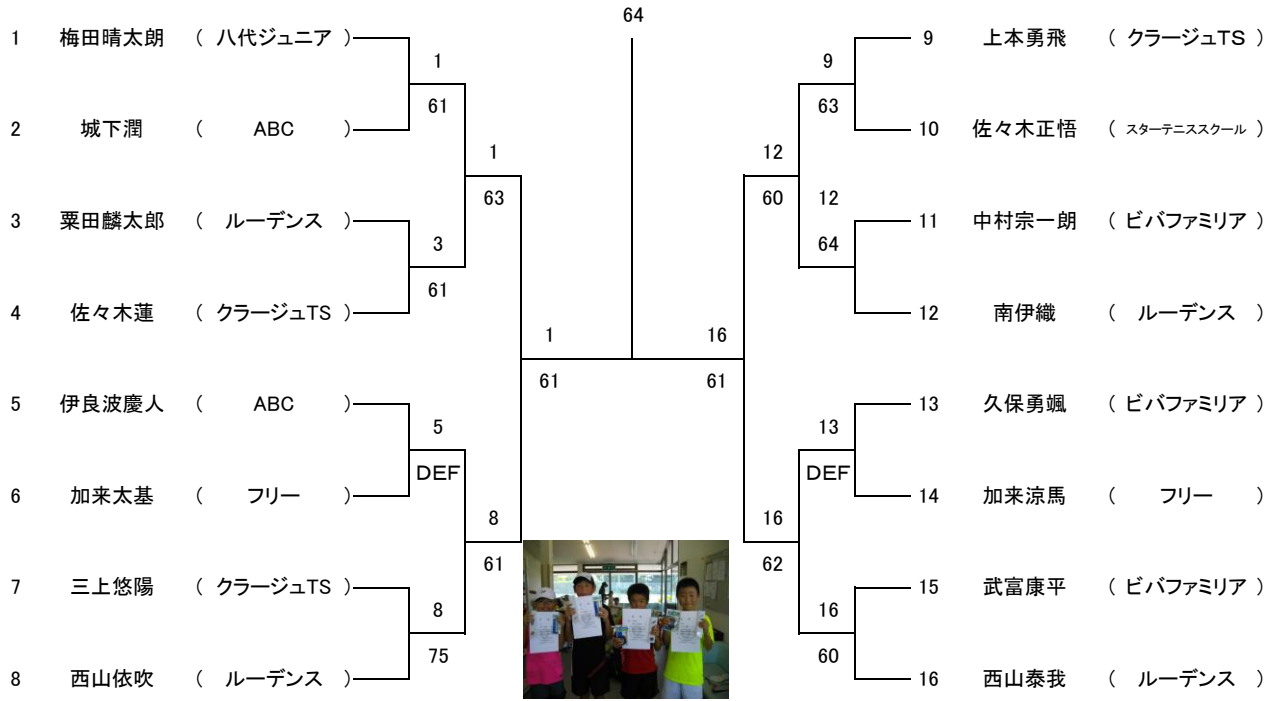 64
1 梅田晴太朗 ( 八代ジュニア )
1
61
2 城下潤 ( ABC )
1
63
3 粟田麟太郎 ( ルーデンス )
3
61
4 佐々木蓮 ( クラージュTS )
1
61
5 伊良波慶人 ( ABC )
5
DEF
6 加来太基 ( フリー )
8
61
7 三上悠陽 ( クラージュTS )
8
75
8 西山依吹 ( ルーデンス )
9 上本勇飛 ( クラージュTS )
9
63
10 佐々木正悟 ( スターテニススクール )
12
60
12
64
11 中村宗一朗 ( ビバファミリア )
12 南伊織 ( ルーデンス )
16
61
13 久保勇颯 ( ビバファミリア )
13
DEF
14 加来涼馬 ( フリー )
16
62
15 武富康平 ( ビバファミリア )
16
60
16 西山泰我 ( ルーデンス )